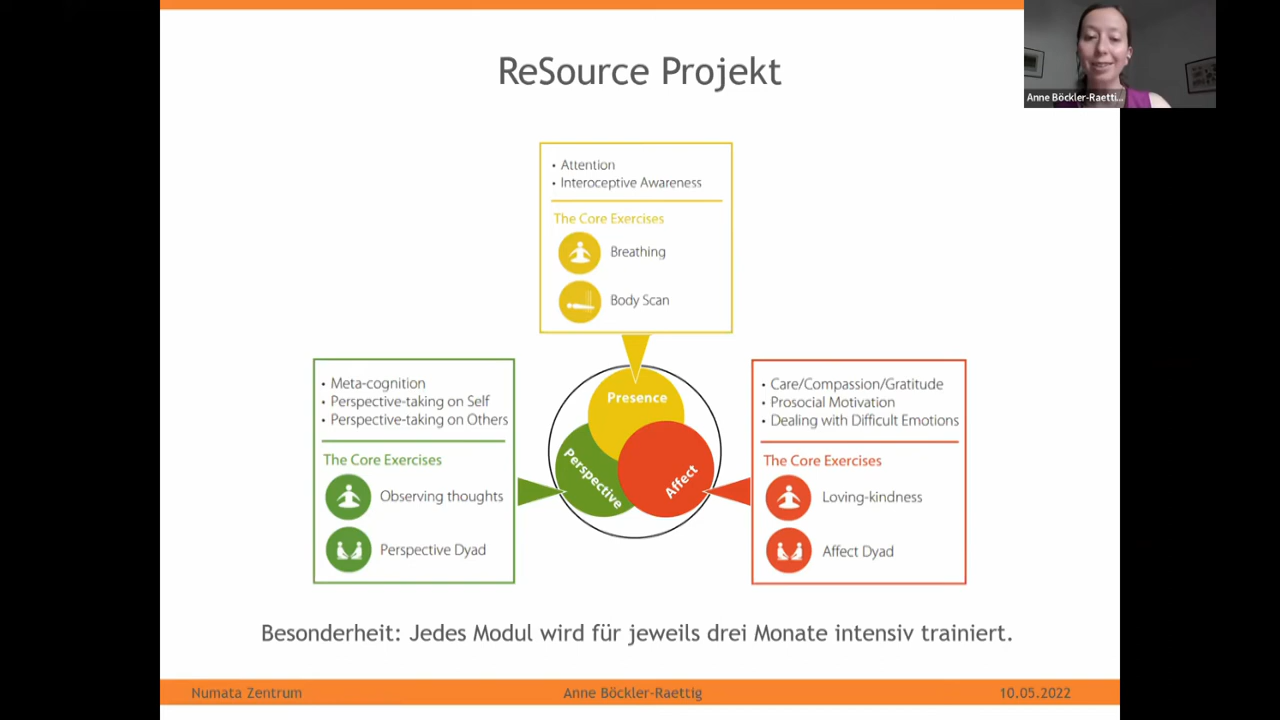 ReSource Projekt
Anne Böckler-Raetti...
• Attention
• Interoceptive Awareness
The Core Exercises
Breathing
Body Scan
• Meta-cognition
• Perspective-taking on Self
• Perspective-taking on Others
The Core Exercises
Observing thoughts
Perspective Dyad
Presence
Perspective
Affect
• Care/Compassion/Gratitude
• Prosocial Motivation
• Dealing with Difficult Emotions
The Core Exercises
Loving-kindness
Affect Dyad
Besonderheit: Jedes Modul wird für jeweils drei Monate intensiv trainiert.
Numata Zentrum
Anne Böckler-Raettig
10.05.2022